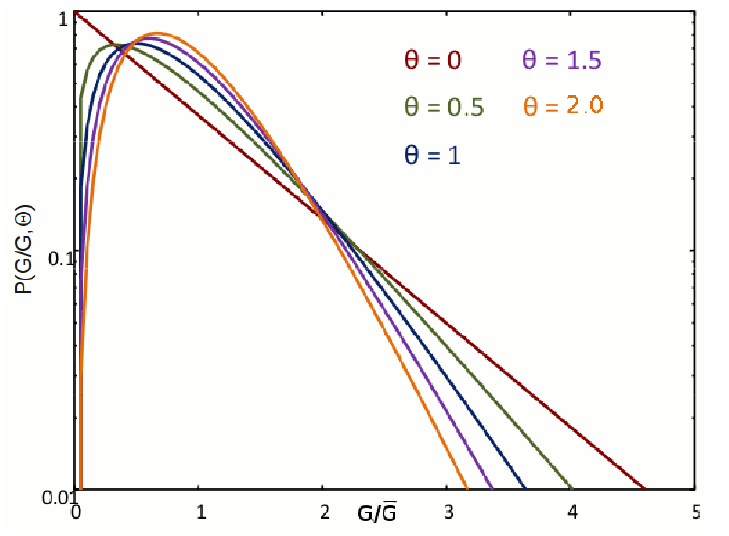 1
θ = 0
θ = 1.5
θ = 0.5
θ = 2.0
θ = 1
P(G/G, Θ)
0.1
0.01
0
1
2
G/G̅
3
4
5